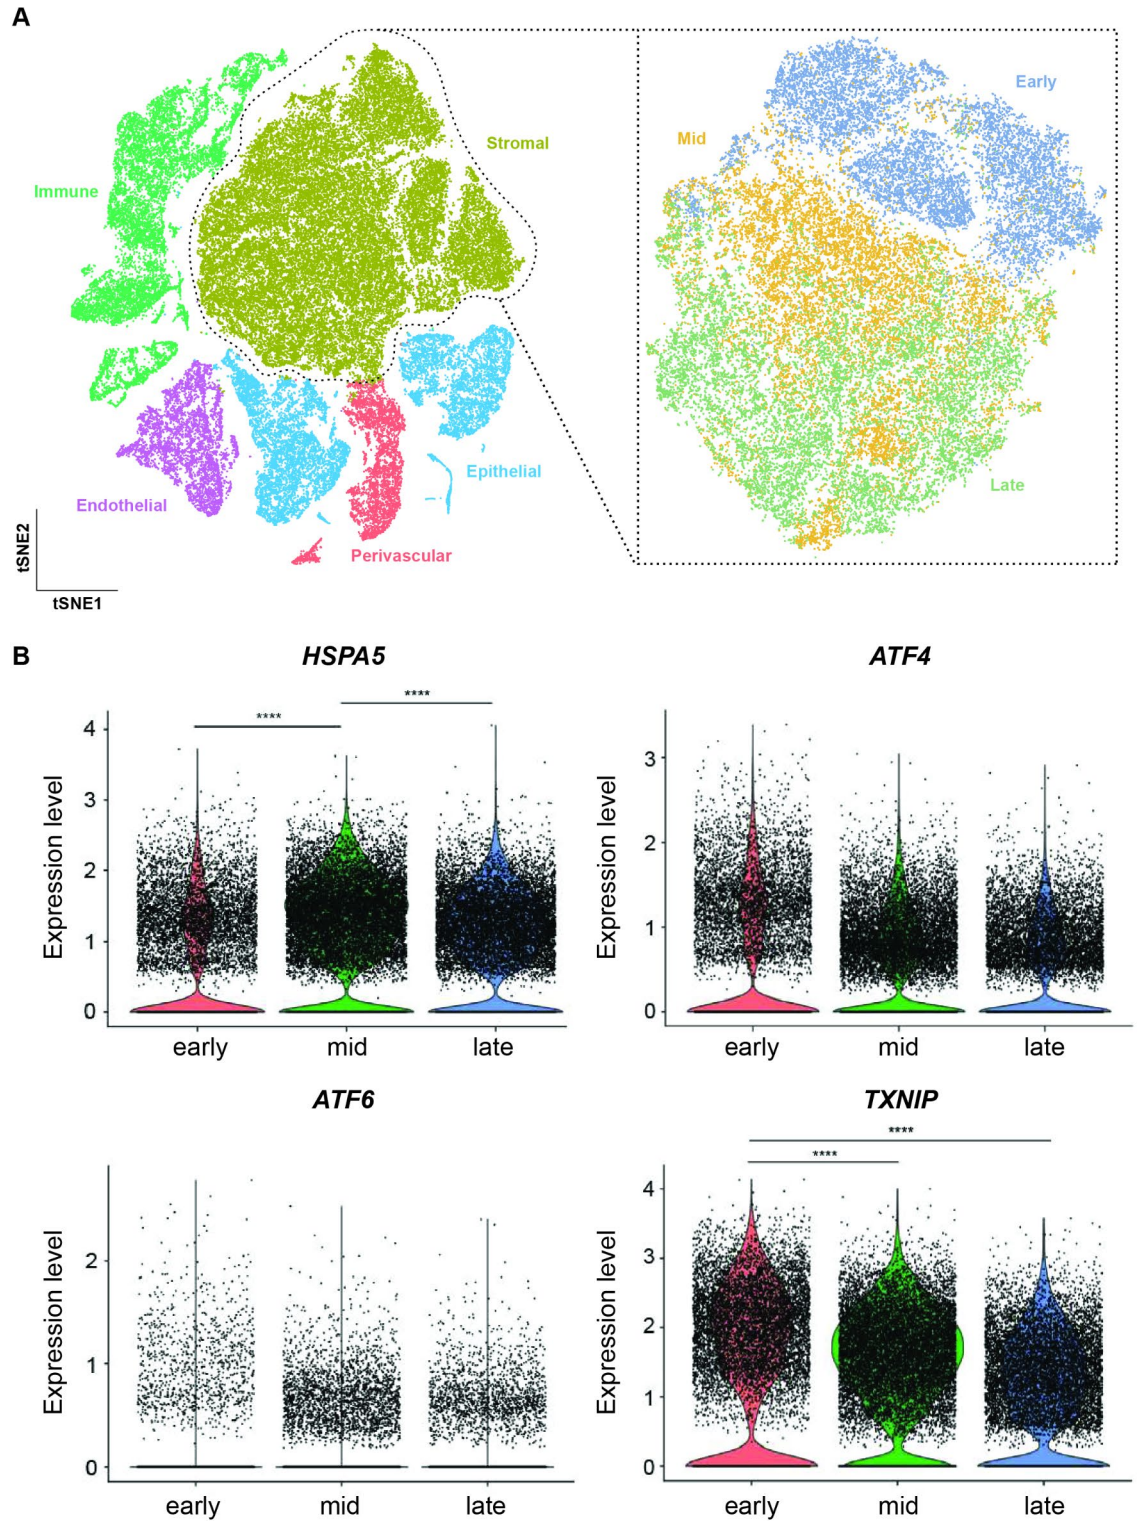 A
Early
Mid
Stromal
Immune
Epithelial
Late
Endothelial
Perivascular
tSNE2
tSNE1
B
HSPA5
ATF4
****
****
Expression level
4
3
2
1
0
early mid late
Expression level
3
2
1
0
early mid late
ATF6
TXNIP
****
****
Expression level
2
1
0
early mid late
Expression level
4
3
2
1
0
early mid late